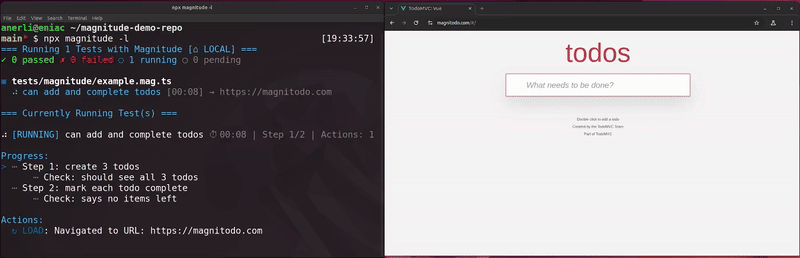 npx magnitude -l
File Edit View Search Terminal Help
anerli@eniac ~/magnitude-demo-repo
main* $ npx magnitude -l [19:33:57]
=== Running 1 Tests with Magnitude [⌂ LOCAL] ===
✓ 0 passed ✗ 0 failed ○ 1 running ○ 0 pending
tests/magnitude/example.mag.ts
can add and complete todos [00:08] → https://magnitodo.com
=== Currently Running Test(s) ===
[RUNNING] can add and complete todos ⏱ 00:08 | Step 1/2 | Actions: 1
Progress:
> ⋯ Step 1: create 3 todos
⋯ Check: should see all 3 todos
⋯ Step 2: mark each todo complete
⋯ Check: says no items left
Actions:
↻ LOAD: Navigated to URL: https://magnitodo.com
TodoMVC: Vue
magnitodo.com/#/
todos
What needs to be done?
Double-click to edit a todo
Created by the TodoMVC Team
Part of TodoMVC